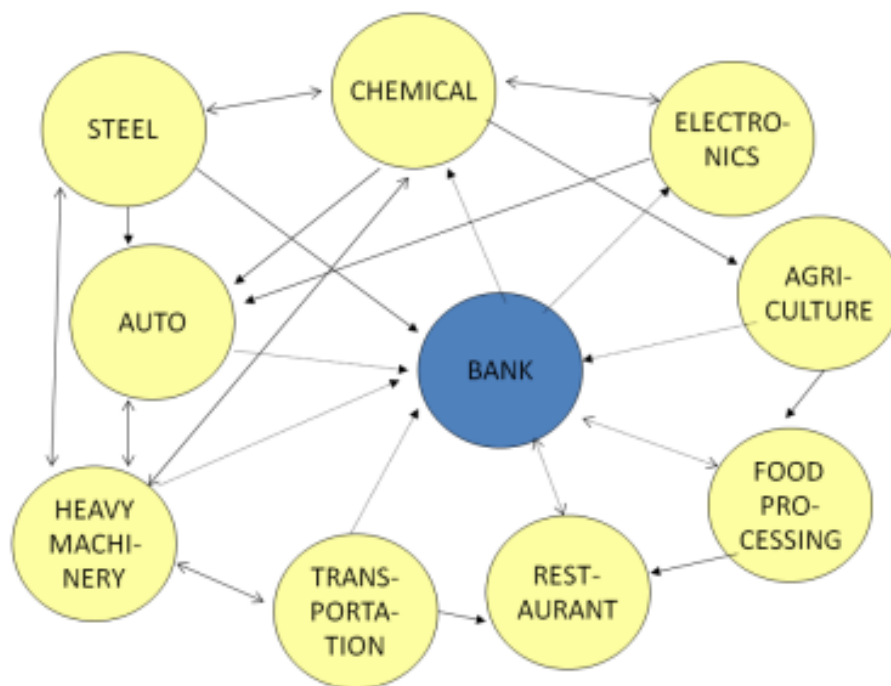 CHEMICAL
STEEL
ELECTRO-
NICS
AGRI-
CULTURE
AUTO
BANK
FOOD
PRO-
CESSING
HEAVY
MACHI-
NERY
TRANS-
PORTA-
TION
REST-
AURANT